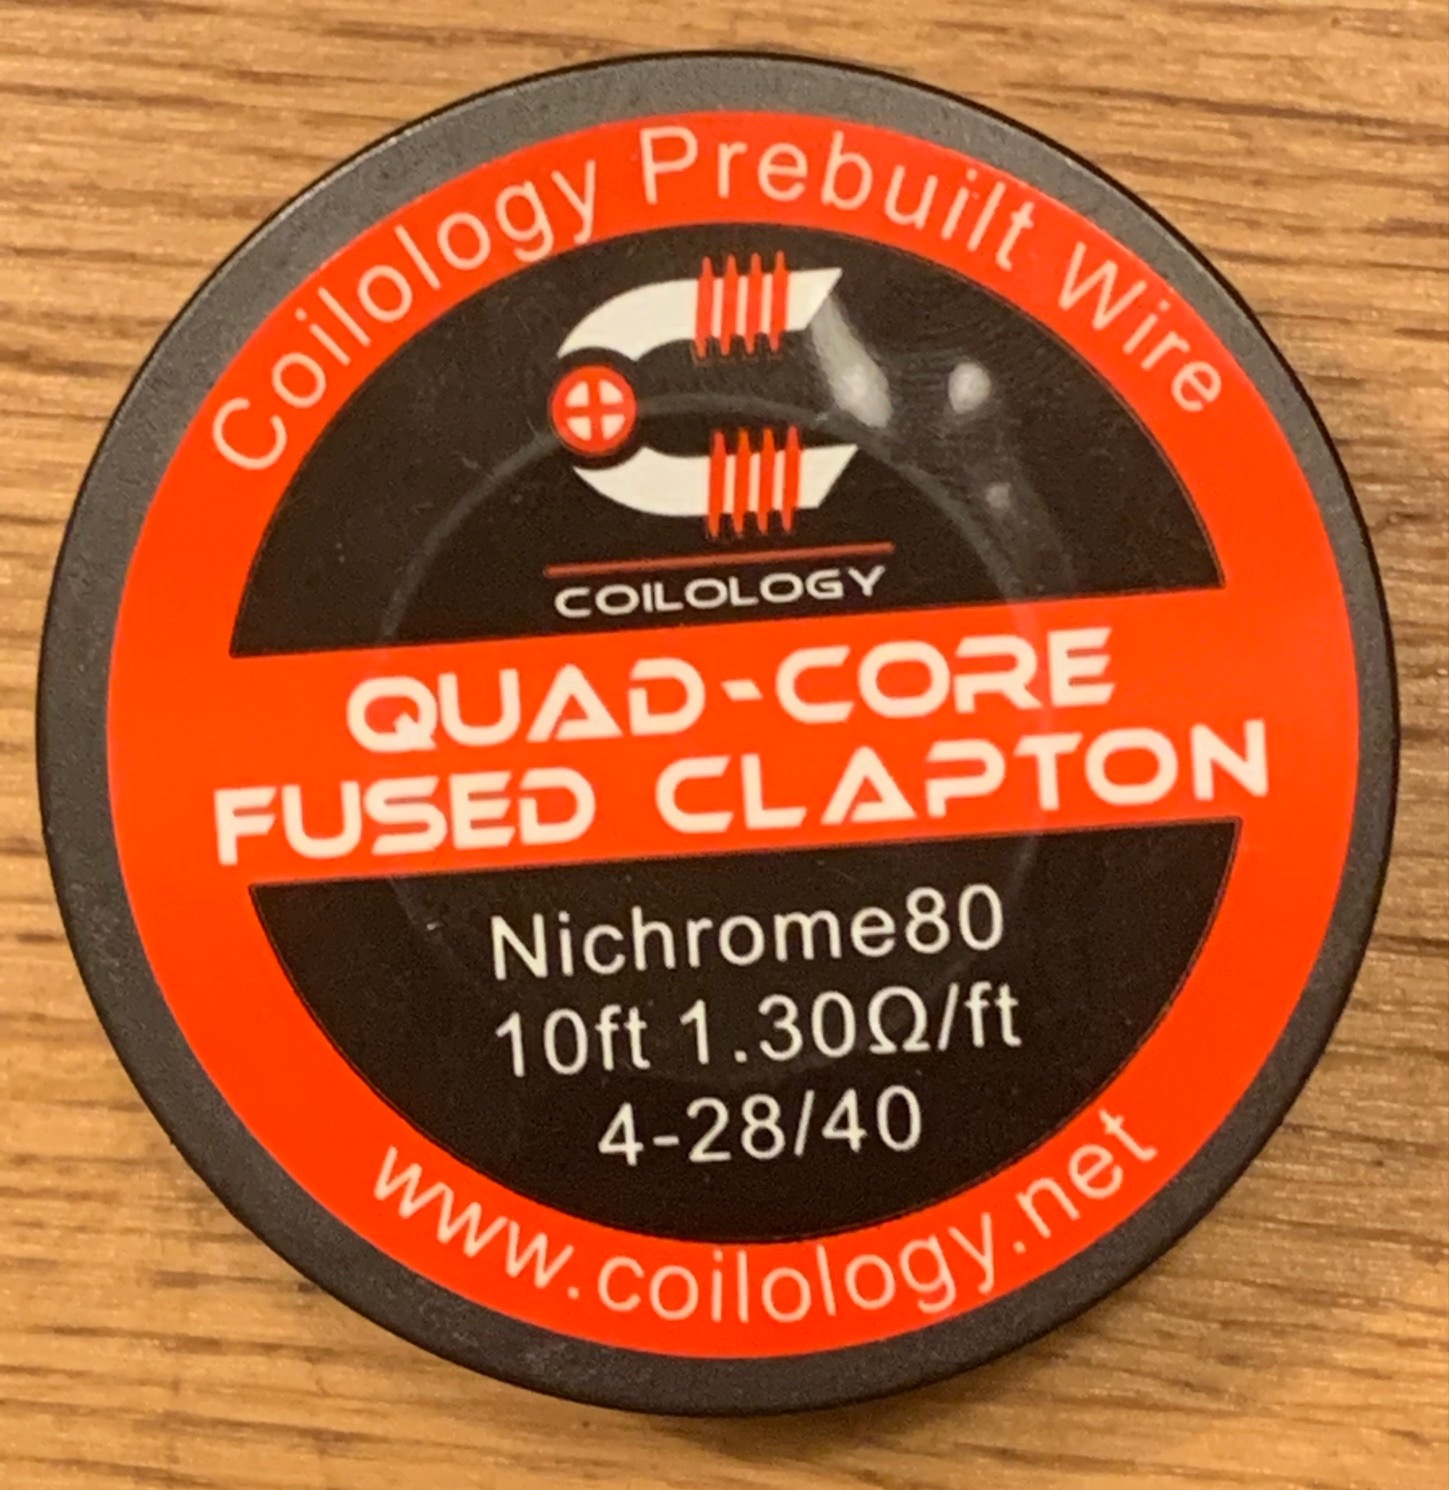 Coilology Prebuilt Wire
COILOLOGY
QUAD-CORE
FUSED CLAPTON
Nichrome80
10ft 1.30Ω/ft
4-28/40
www.coilology.net